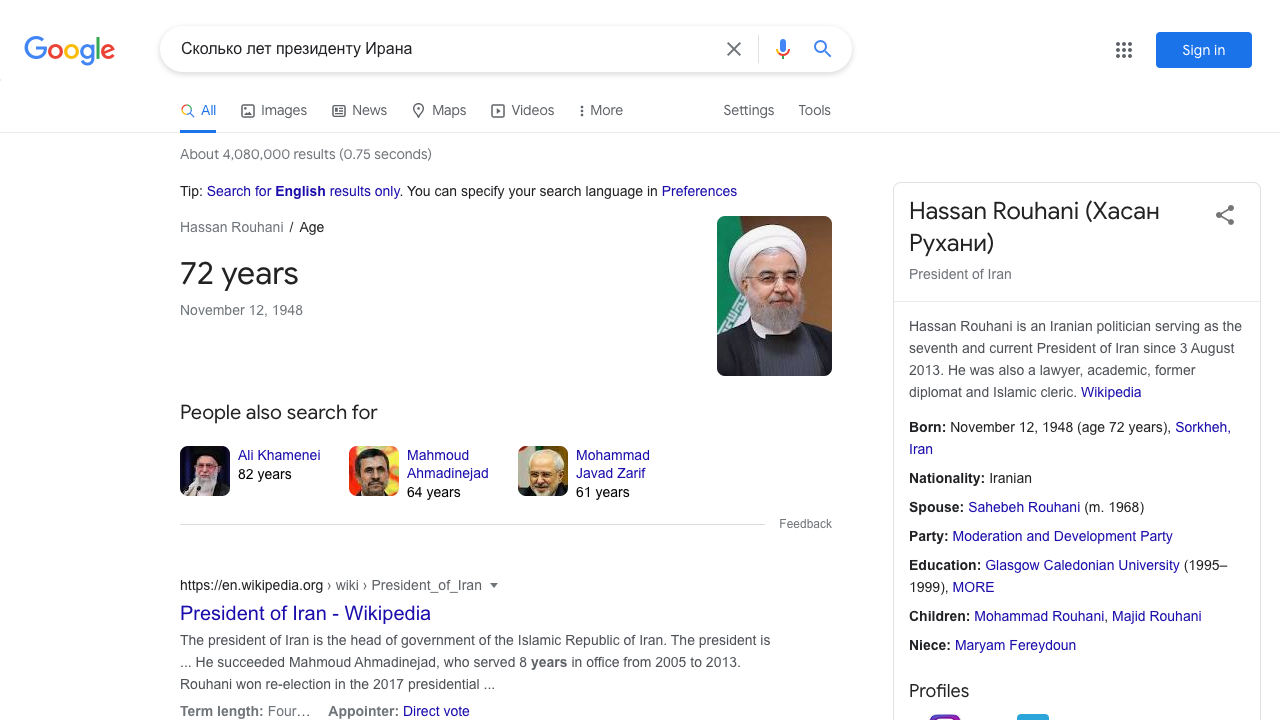 Google
Сколько лет президенту Ирана
Sign in
All
Images
News
Maps
Videos
More
Settings
Tools
About 4,080,000 results (0.75 seconds)
Tip: Search for English results only. You can specify your search language in Preferences
Hassan Rouhani / Age
72 years
November 12, 1948
People also search for
Ali Khamenei
82 years
Mahmoud
Ahmadinejad
64 years
Mohammad
Javad Zarif
61 years
Feedback
https://en.wikipedia.org › wiki › President_of_Iran
President of Iran - Wikipedia
The president of Iran is the head of government of the Islamic Republic of Iran. The president is
... He succeeded Mahmoud Ahmadinejad, who served 8 years in office from 2005 to 2013.
Rouhani won re-election in the 2017 presidential ...
Term length: Four… Appointer: Direct vote
Hassan Rouhani (Хасан
Рухани)
President of Iran
Hassan Rouhani is an Iranian politician serving as the
seventh and current President of Iran since 3 August
2013. He was also a lawyer, academic, former
diplomat and Islamic cleric. Wikipedia
Born: November 12, 1948 (age 72 years), Sorkheh,
Iran
Nationality: Iranian
Spouse: Sahebeh Rouhani (m. 1968)
Party: Moderation and Development Party
Education: Glasgow Caledonian University (1995–
1999), MORE
Children: Mohammad Rouhani, Majid Rouhani
Niece: Maryam Fereydoun
Profiles